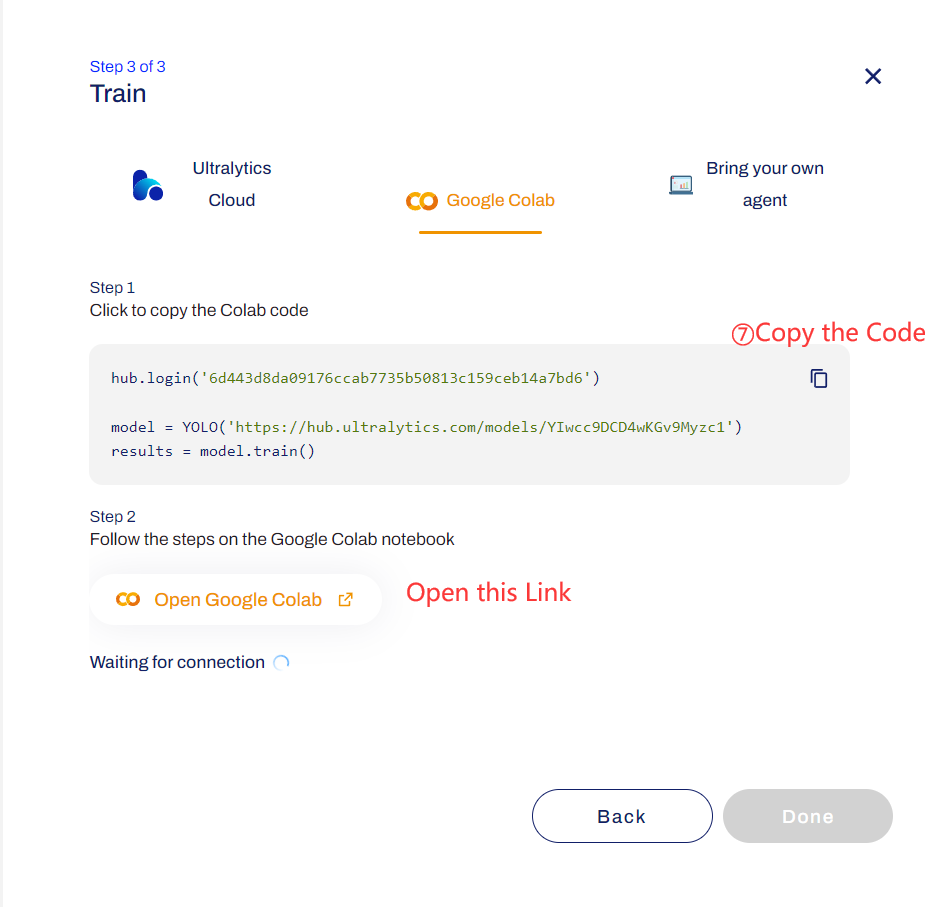 Step 3 of 3
Train
Ultralytics
Cloud
Google Colab
Bring your own
agent
Step 1
Click to copy the Colab code
⑦Copy the Code
hub.login('6d443d8da09176ccab7735b50813c159ceb14a7bd6')
model = YOLO('https://hub.ultralytics.com/models/YIwcc9DCD4wKGv9Myzc1')
results = model.train()
Step 2
Follow the steps on the Google Colab notebook
Open Google Colab
Open this Link
Waiting for connection
Back
Done